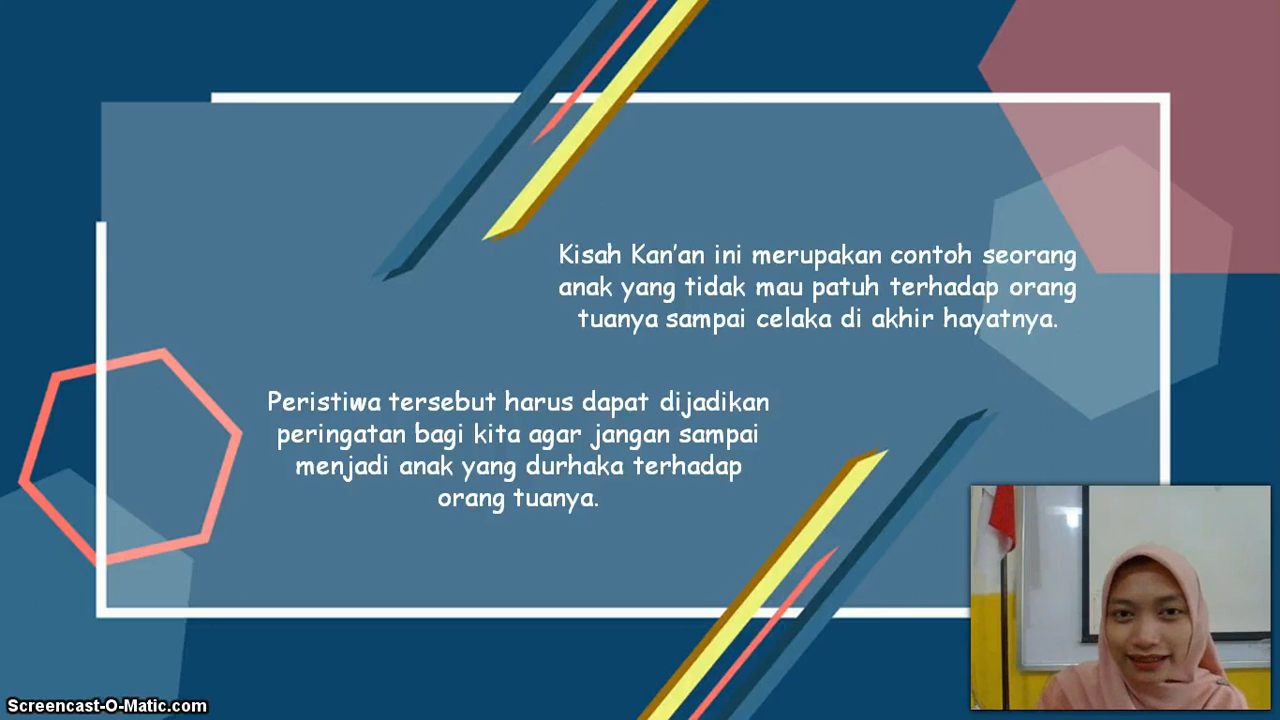 Kisah Kan'an ini merupakan contoh seorang
anak yang tidak mau patuh terhadap orang
tuanya sampai celaka di akhir hayatnya.
Peristiwa tersebut harus dapat dijadikan
peringatan bagi kita agar jangan sampai
menjadi anak yang durhaka terhadap
orang tuanya.
Screencast-O-Matic.com